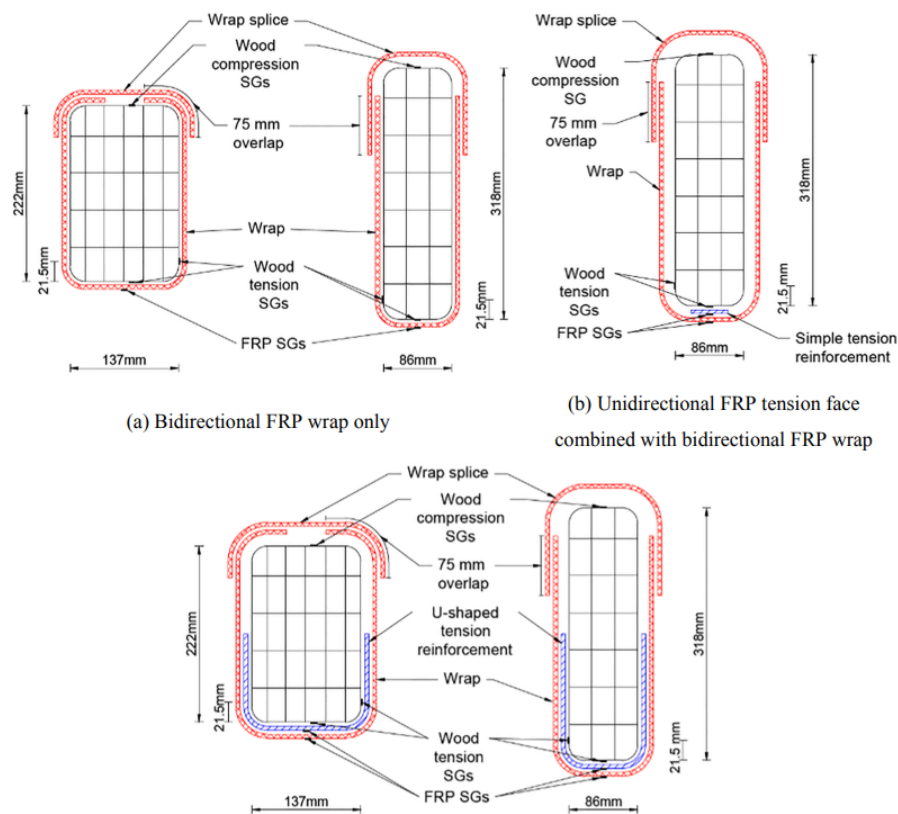 Wrap splice
Wood
compression
SGs
75 mm
overlap
222mm
318mm
Wrap
21.5mm
21.5mm
Wood
tension
SGs
FRP SGs
137mm
86mm
(a) Bidirectional FRP wrap only
Wrap splice
Wood
compression
SG
75 mm
overlap
318mm
Wrap
Wood
tension
SGs
21.5 mm
FRP SGs
Simple tension
reinforcement
86mm
(b) Unidirectional FRP tension face
combined with bidirectional FRP wrap
Wrap splice
Wood
compression
SGs
75 mm
overlap
222mm
U-shaped
tension
reinforcement
318mm
Wrap
21.5mm
21.5 mm
Wood
tension
SGs
FRP SGs
137mm
86mm